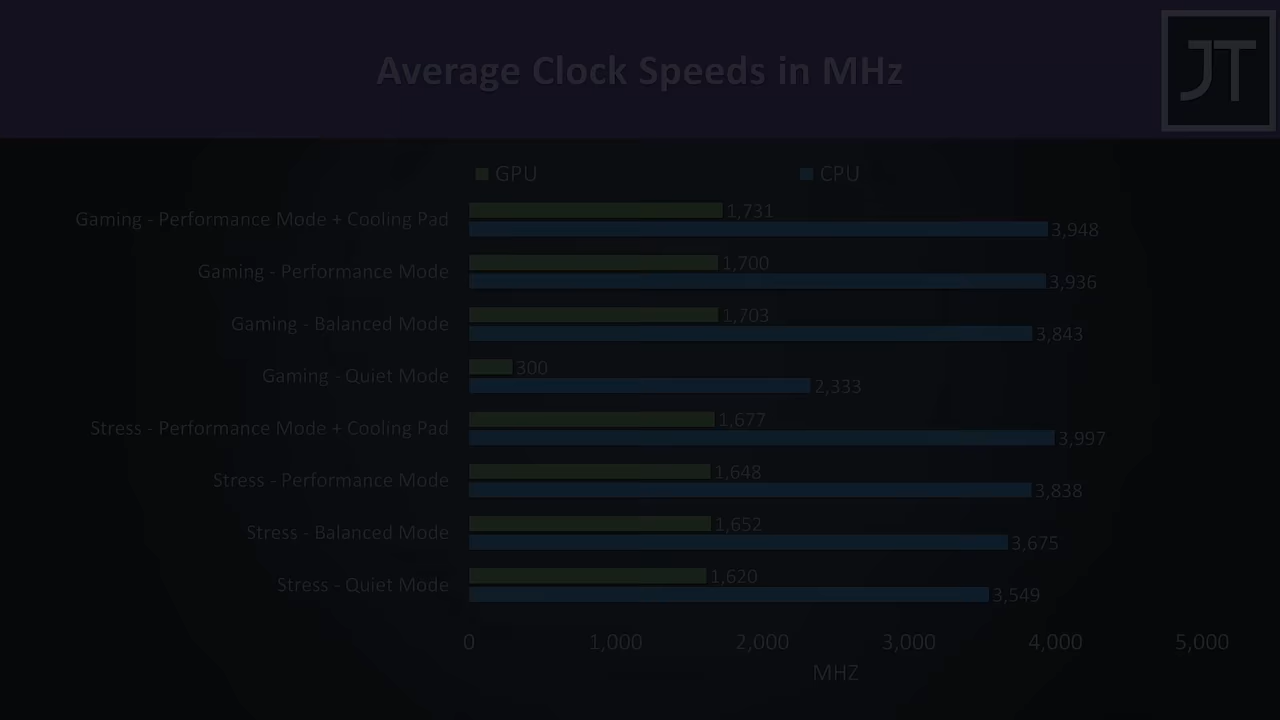 Average Clock Speeds in MHz
JT
GPU CPU
Gaming - Performance Mode + Cooling Pad 1,731 3,948
Gaming - Performance Mode 1,700 3,936
Gaming - Balanced Mode 1,703 3,843
Gaming - Quiet Mode 300 2,333
Stress - Performance Mode + Cooling Pad 1,677 3,997
Stress - Performance Mode 1,648 3,838
Stress - Balanced Mode 1,652 3,675
Stress - Quiet Mode 1,620 3,549
0 1,000 2,000 3,000 4,000 5,000
MHZ